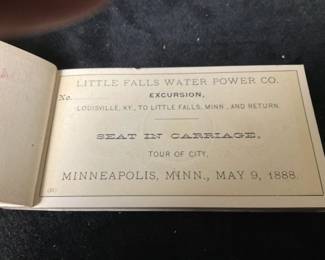 LITTLE FALLS WATER POWER CO.
No.
EXCURSION,
LOUISVILLE, KY., TO LITTLE FALLS, MINN., AND RETURN.
SEAT IN CARRIAGE,
TOUR OF CITY,
MINNEAPOLIS, MINN., MAY 9, 1888.